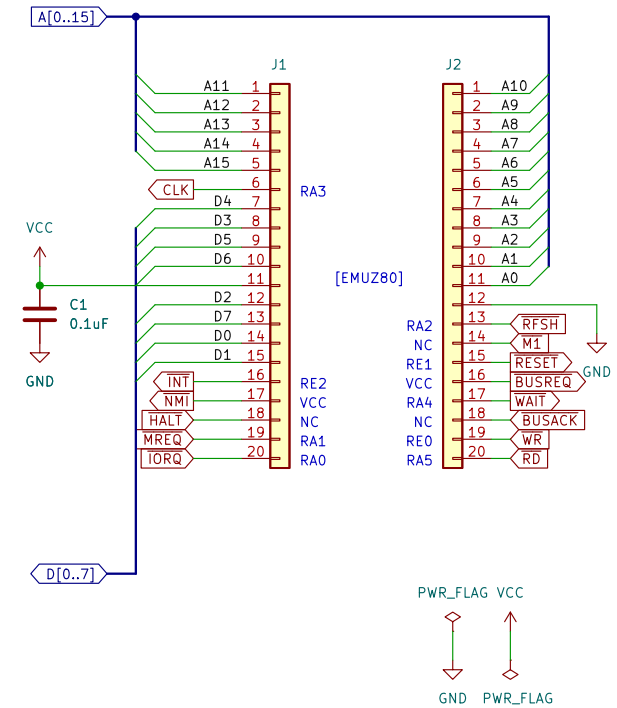 A[0..15]
J1
J2
A11 1
A12 2
A13 3
A14 4
A15 5
CLK 6 RA3
D4 7
D3 8
D5 9
D6 10
11
D2 12
D7 13
D0 14
D1 15
INT 16 RE2
NMI 17 VCC
HALT 18 NC
MREQ 19 RA1
IORQ 20 RA0
VCC
C1
0.1uF
GND
[EMUZ80]
1 A10
2 A9
3 A8
4 A7
5 A6
6 A5
7 A4
8 A3
9 A2
10 A1
11 A0
12
RA2 13 RFSH
NC 14 M1
RE1 15 RESET
VCC 16 BUSREQ
RA4 17 WAIT
NC 18 BUSACK
RE0 19 WR
RA5 20 RD
GND
D[0..7]
PWR_FLAG VCC
GND PWR_FLAG